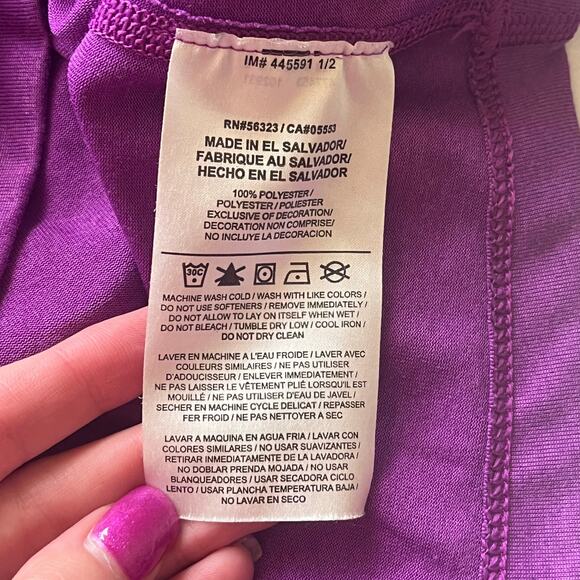 IM# 445591 1/2
RN#56323 / CA#05553
MADE IN EL SALVADOR/
FABRIQUE AU SALVADOR/
HECHO EN EL SALVADOR
100% POLYESTER /
POLYESTER / POLIESTER
EXCLUSIVE OF DECORATION/
DECORATION NON COMPRISE/
NO INCLUYE LA DECORACION
30C
MACHINE WASH COLD / WASH WITH LIKE COLORS /
DO NOT USE SOFTENERS / REMOVE IMMEDIATELY /
DO NOT ALLOW TO LAY ON ITSELF WHEN WET /
DO NOT BLEACH / TUMBLE DRY LOW / COOL IRON /
DO NOT DRY CLEAN
LAVER EN MACHINE A L'EAU FROIDE / LAVER AVEC
COULEURS SIMILAIRES / NE PAS UTILISER
D'ADOUCISSEUR / ENLEVER IMMEDIATEMENT /
NE PAS LAISSER LE VÊTEMENT PLIÉ LORSQU'IL EST
MOUILLÉ / NE PAS UTILISER D'EAU DE JAVEL /
SECHER EN MACHINE CYCLE DELICAT / REPASSER
FER FROID / NE PAS NETTOYER A SEC
LAVAR A MAQUINA EN AGUA FRIA / LAVAR CON
COLORES SIMILARES / NO USAR SUAVIZANTES /
RETIRAR INMEDIATAMENTE DE LA LAVADORA /
NO DOBLAR PRENDA MOJADA / NO USAR
BLANQUEADORES / USAR SECADORA CICLO
LENTO / USAR PLANCHA TEMPERATURA BAJA /
NO LAVAR EN SECO